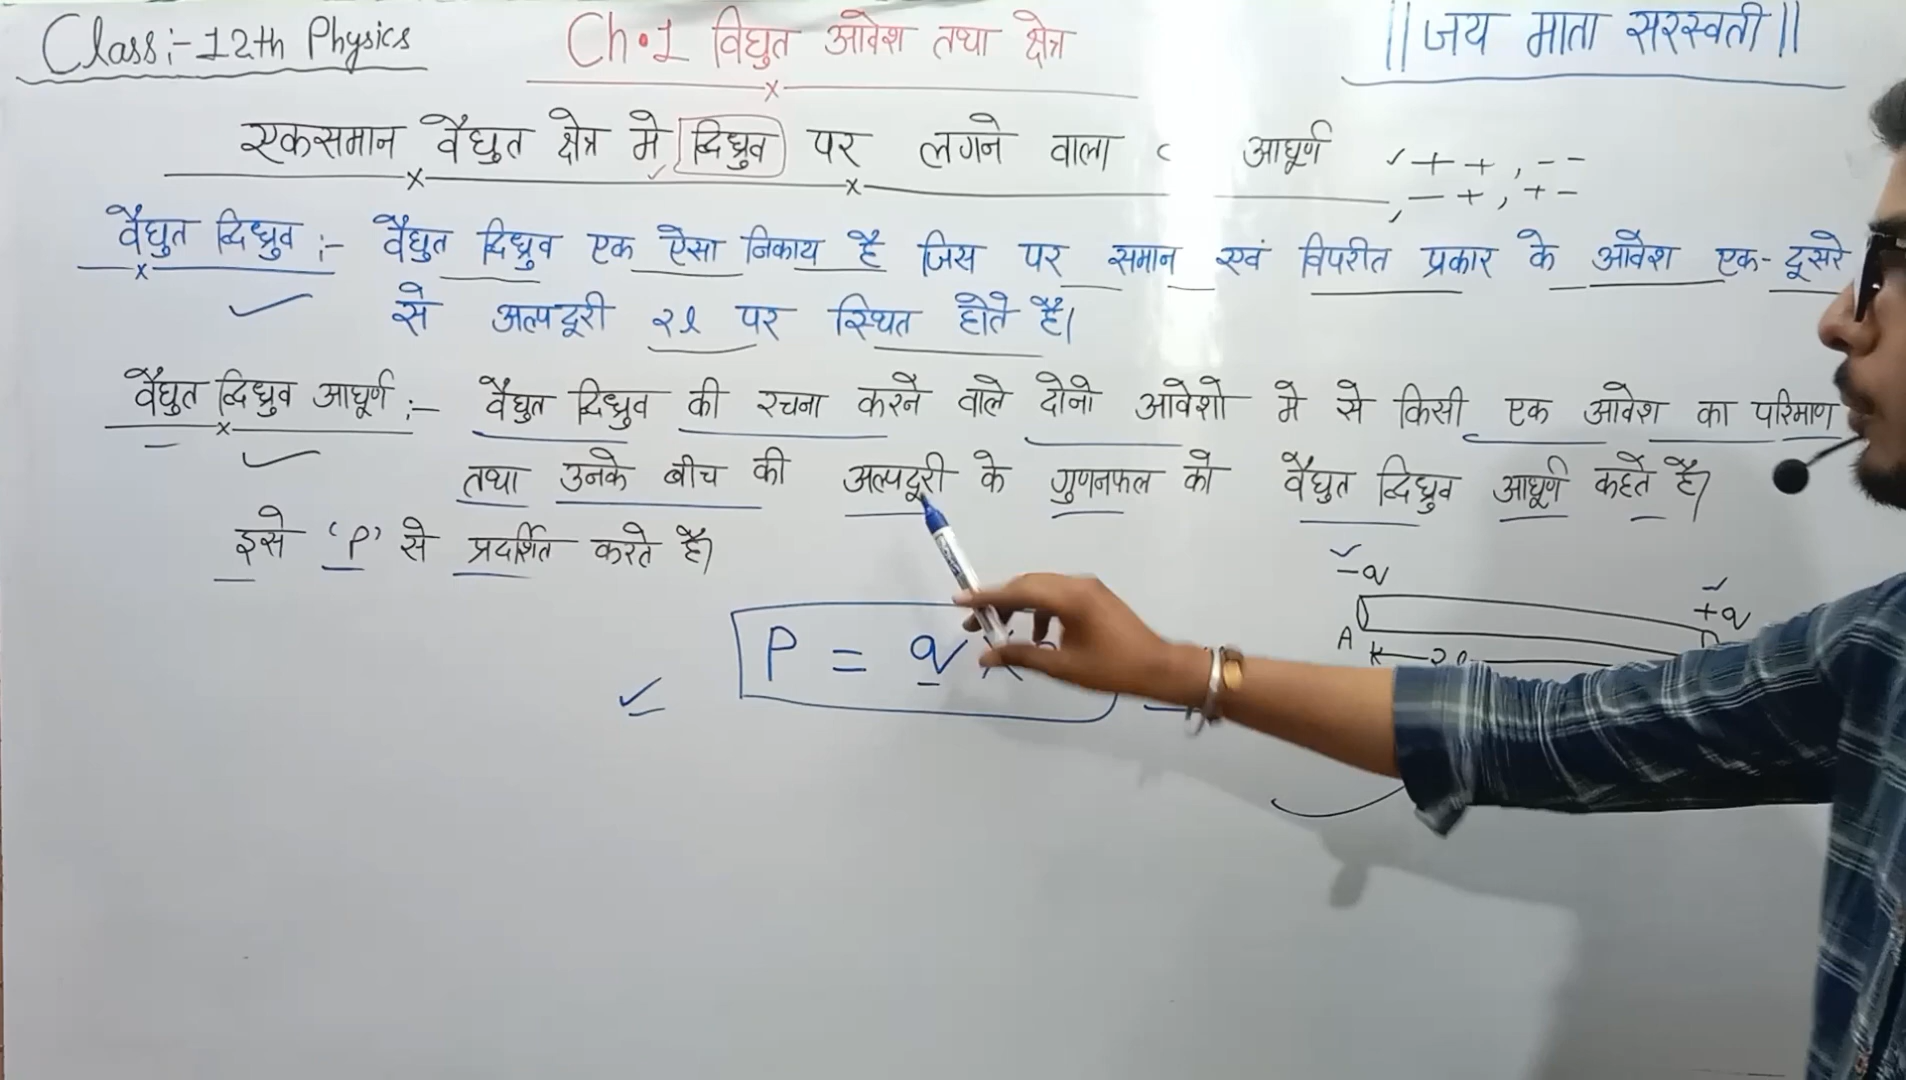 Class:- 12th Physics
Ch.1 विद्युत आवेश तथा क्षेत्र
||जय माता सरस्वती||
एकसमान वैद्युत क्षेत्र मे द्विध्रुव पर लगने वाला आघूर्ण
✓ + + , - -
, - + , + -
वैद्युत द्विध्रुव :- वैद्युत द्विध्रुव एक ऐसा निकाय है जिस पर समान एवं विपरीत प्रकार के आवेश एक-दूसरे
से अल्पदूरी 2l पर स्थित होते है।
वैद्युत द्विध्रुव आघूर्ण :- वैद्युत द्विध्रुव की रचना करने वाले दोनो आवेशो मे से किसी एक आवेश का परिमाण
तथा उनके बीच की अल्पदूरी के गुणनफल को वैद्युत द्विध्रुव आघूर्ण कहते है।
इसे 'P' से प्रदर्शित करते है।
-q
+q
A
2l
P = q ×